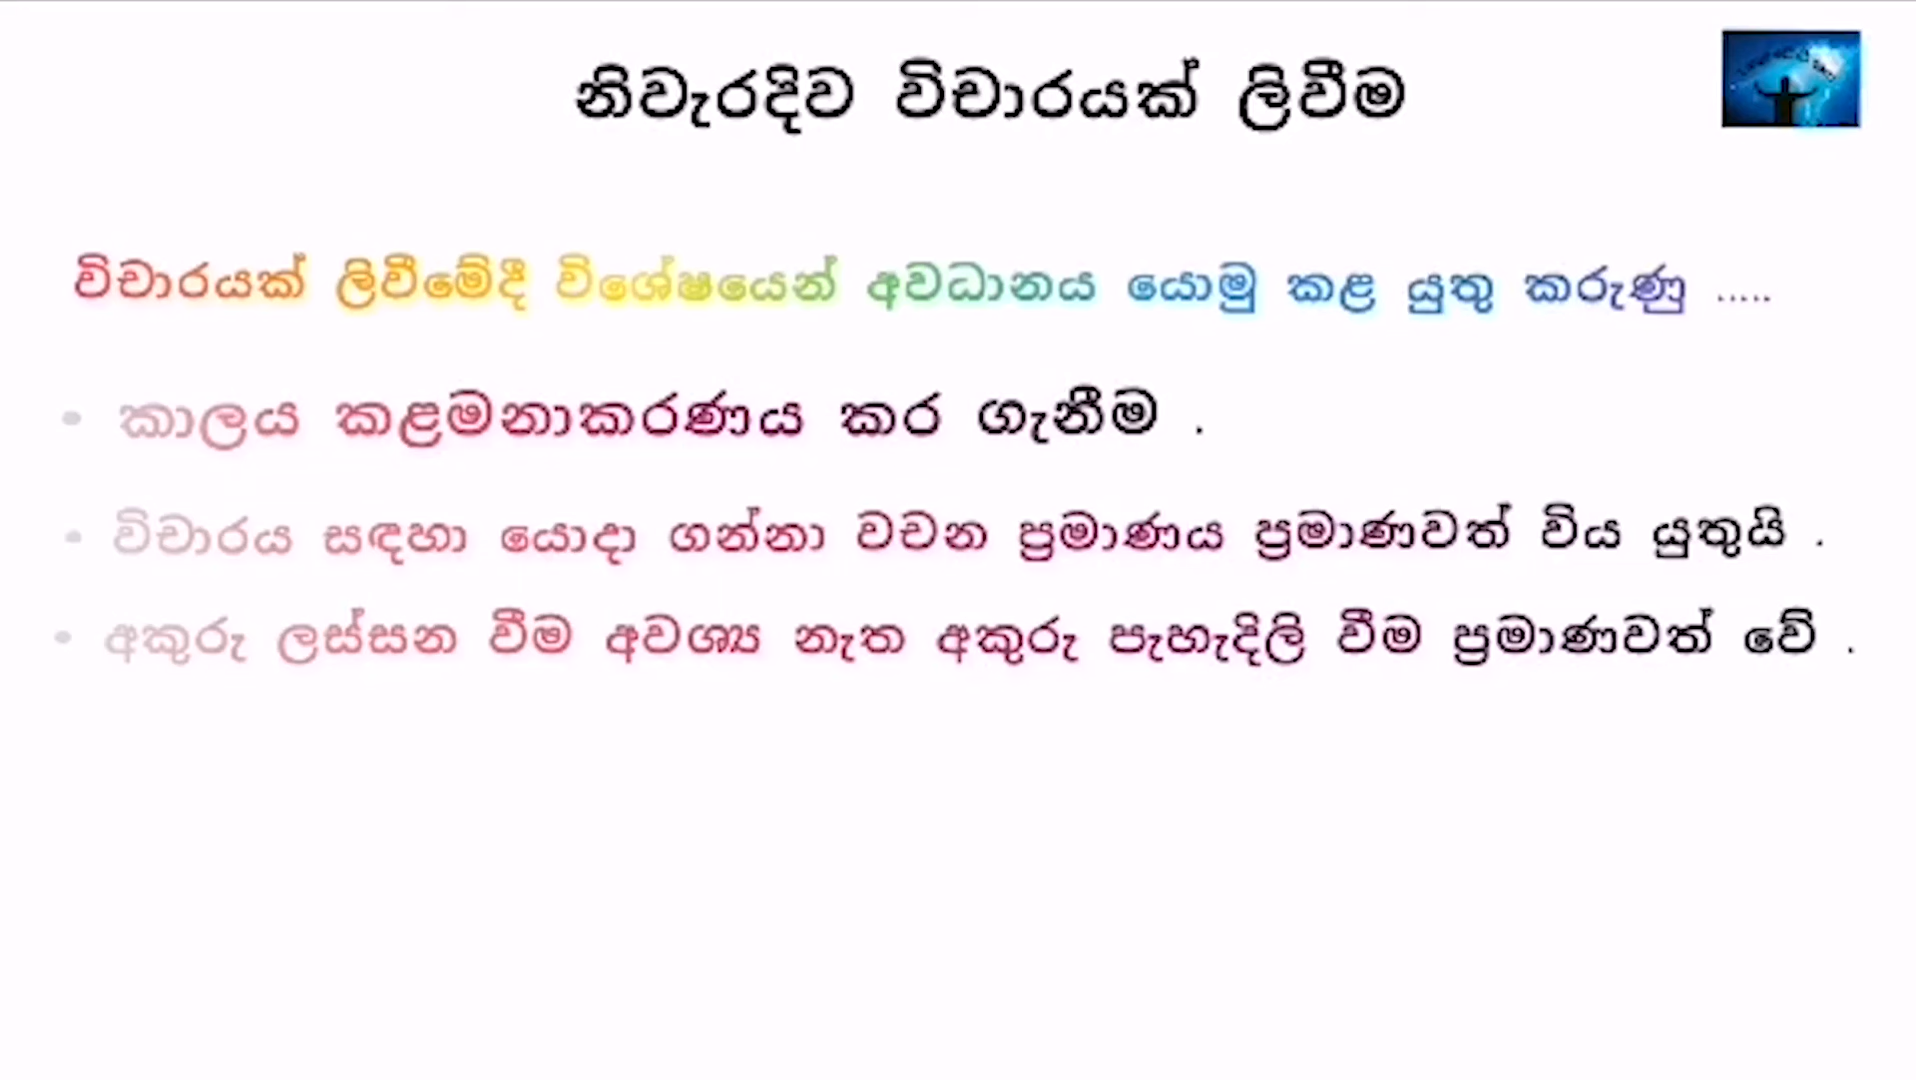 නිවැරදිව විචාරයක් ලිවීම
විචාරයක් ලිවීමේදී විශේෂයෙන් අවධානය යොමු කළ යුතු කරුණු .....
• කාලය කළමනාකරණය කර ගැනීම .
• විචාරය සඳහා යොදා ගන්නා වචන ප්‍රමාණය ප්‍රමාණවත් විය යුතුයි .
• අකුරු ලස්සන වීම අවශ්‍ය නැත අකුරු පැහැදිලි වීම ප්‍රමාණවත් වේ .